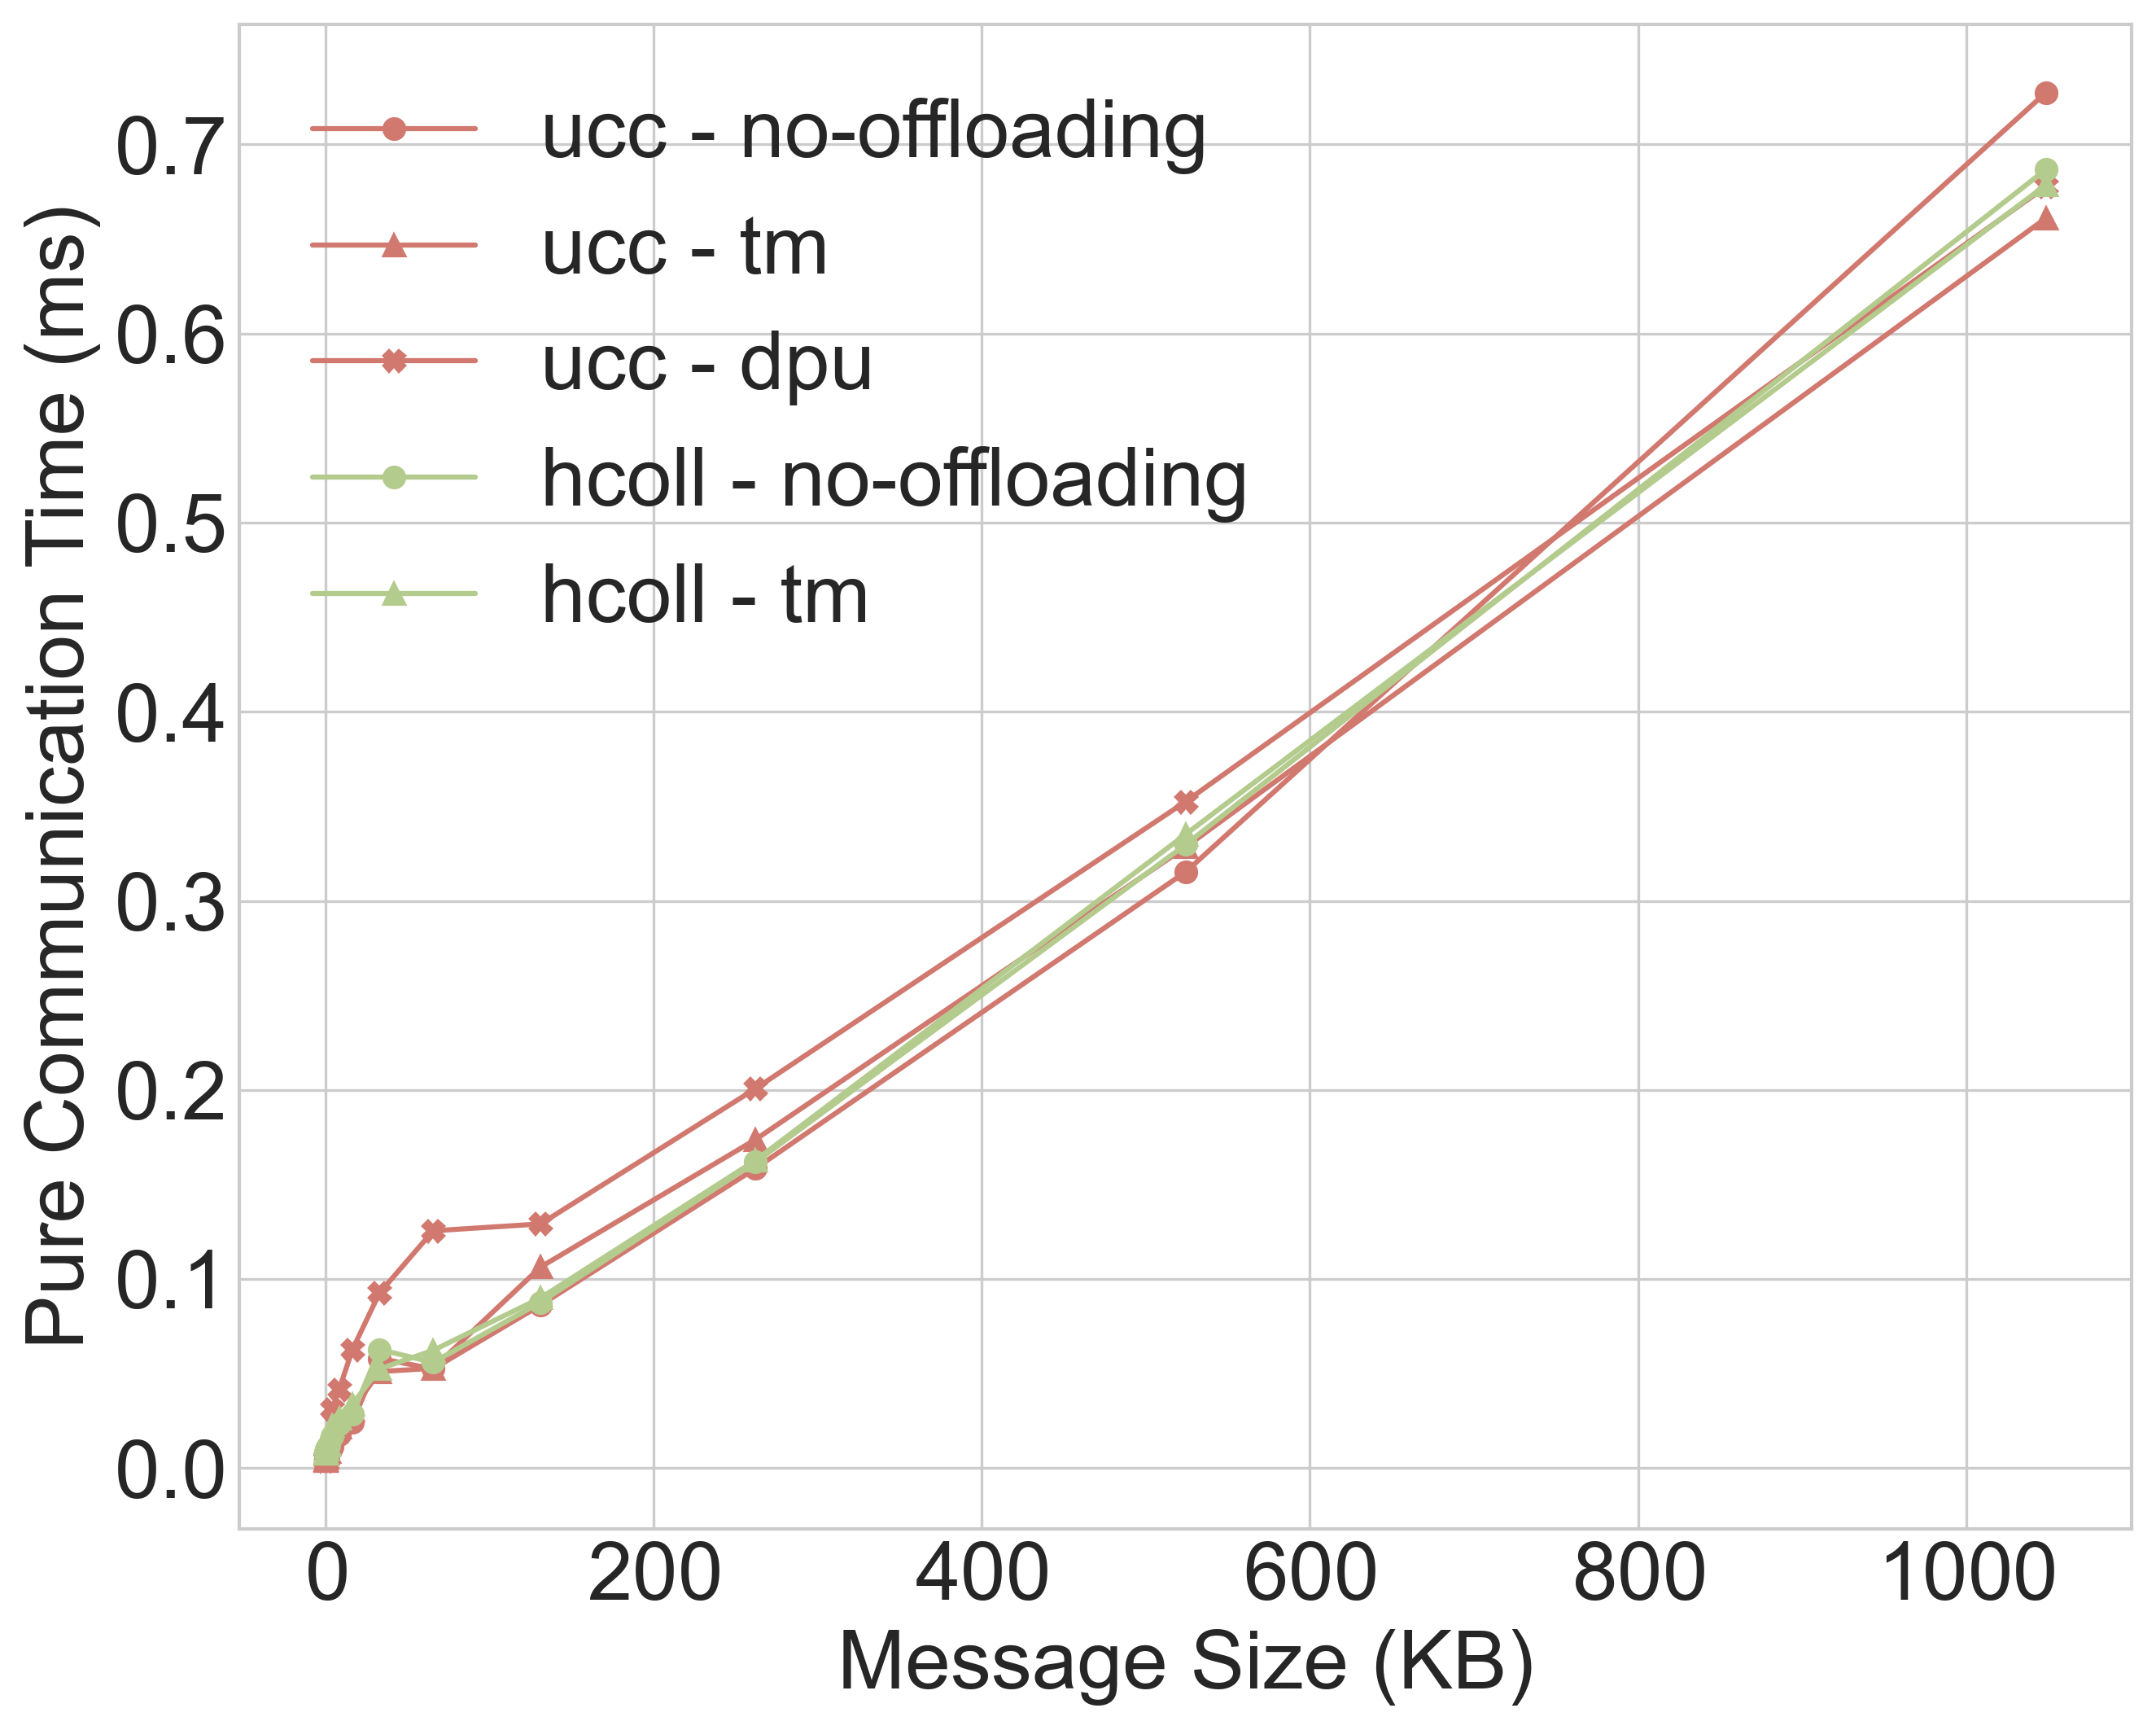 ucc - no-offloading
ucc - tm
ucc - dpu
hcoll - no-offloading
hcoll - tm
Pure Communication Time (ms)
0.7
0.6
0.5
0.4
0.3
0.2
0.1
0.0
0 200 400 600 800 1000
Message Size (KB)